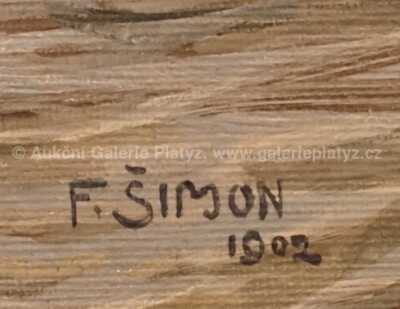 © Aukční Galerie Platyz, www.galerieplatyz.cz
F. ŠIMON
1902